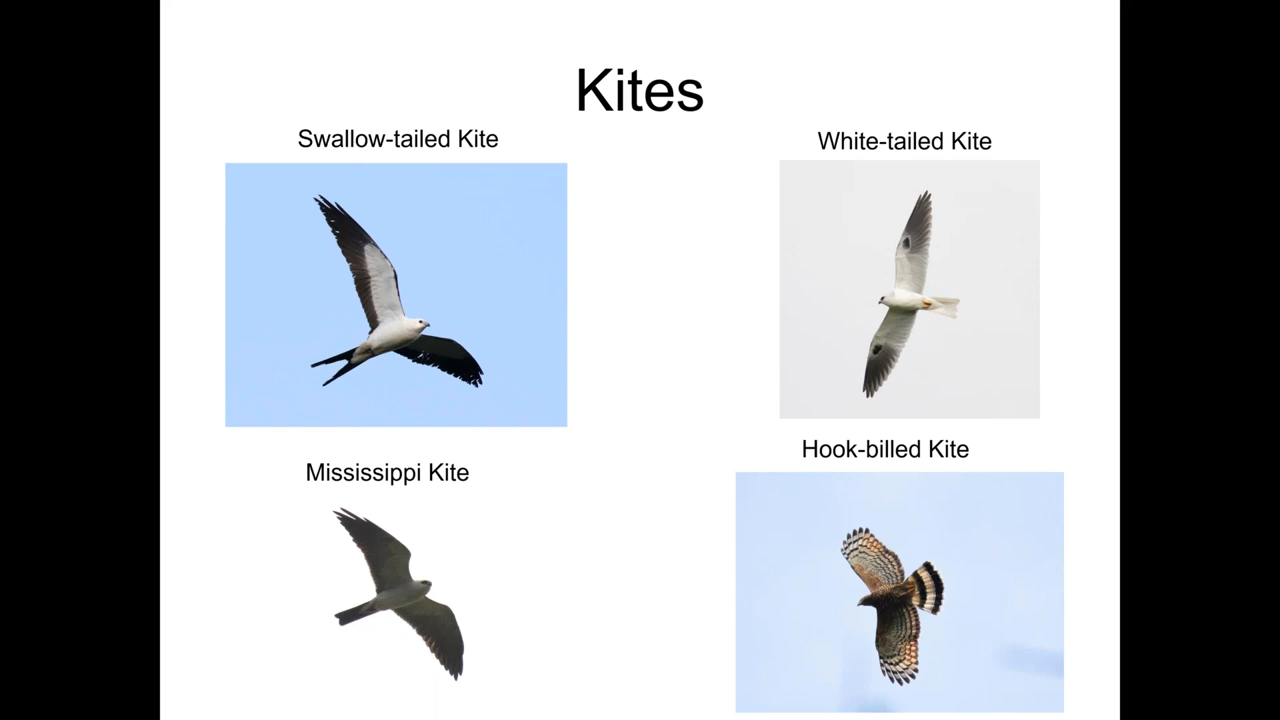 Kites
Swallow-tailed Kite
White-tailed Kite
Mississippi Kite
Hook-billed Kite